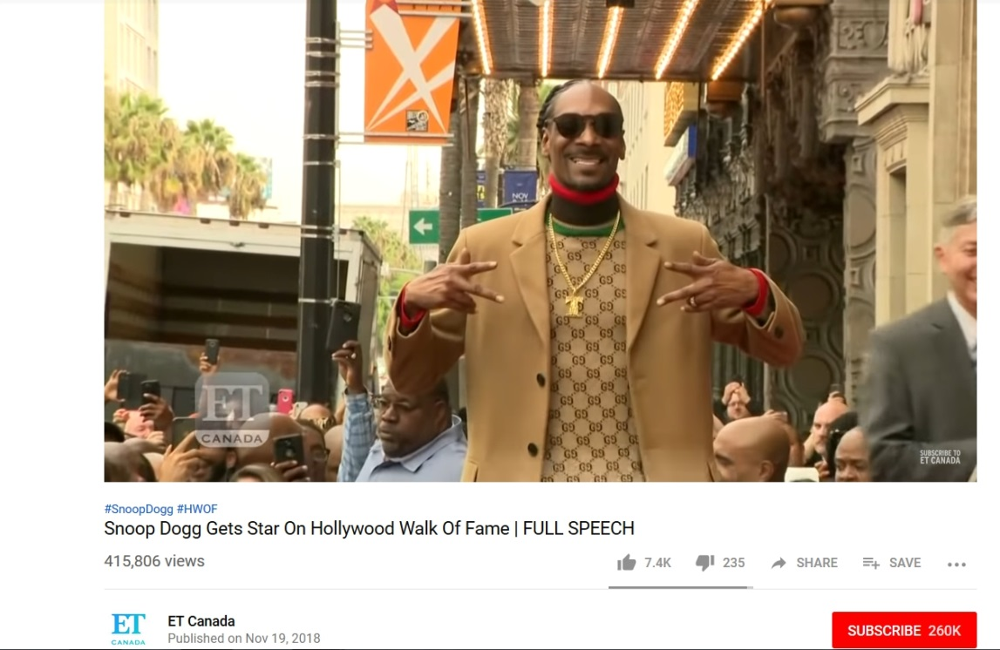 NOV
ET
CANADA
SUBSCRIBE TO
ET CANADA
#SnoopDogg #HWOF
Snoop Dogg Gets Star On Hollywood Walk Of Fame | FULL SPEECH
415,806 views
7.4K 235 SHARE SAVE
ET Canada
ET
CANADA
Published on Nov 19, 2018
SUBSCRIBE 260K